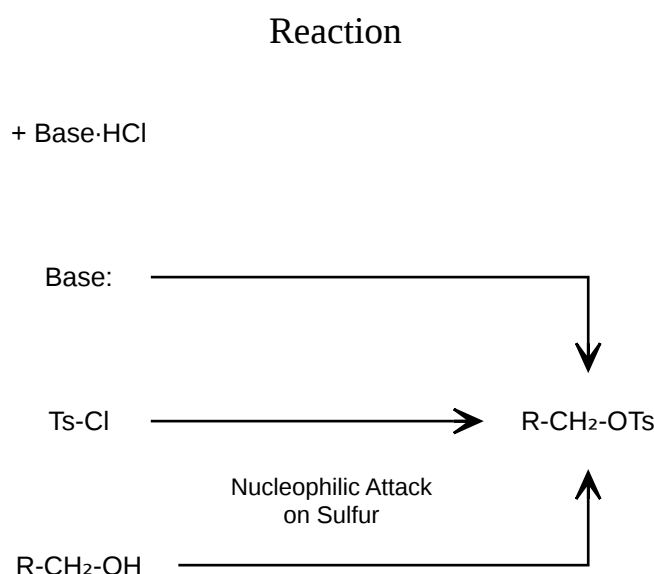 Reaction
+ Base·HCl
Base:
Ts-Cl
R-CH₂-OTs
Nucleophilic Attack
on Sulfur
R-CH₂-OH